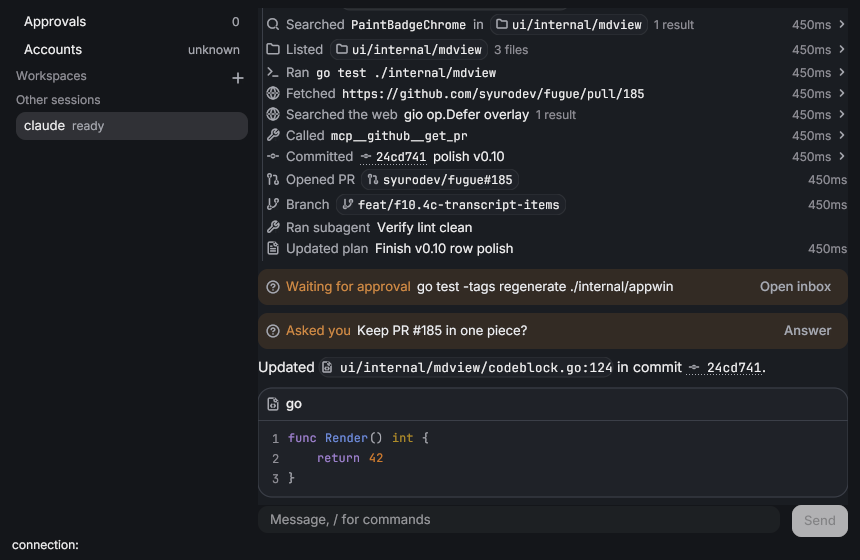 Approvals 0
Accounts unknown
Workspaces +
Other sessions
claude ready
connection:
Searched PaintBadgeChrome in ui/internal/mdview 1 result 450ms
Listed ui/internal/mdview 3 files 450ms
Ran go test ./internal/mdview 450ms
Fetched https://github.com/syurodev/fugue/pull/185 450ms
Searched the web gio op.Defer overlay 1 result 450ms
Called mcp__github__get_pr 450ms
Committed 24cd741 polish v0.10 450ms
Opened PR syurodev/fugue#185 450ms
Branch feat/f10.4c-transcript-items 450ms
Ran subagent Verify lint clean
Updated plan Finish v0.10 row polish 450ms
Waiting for approval go test -tags regenerate ./internal/appwin Open inbox
Asked you Keep PR #185 in one piece? Answer
Updated ui/internal/mdview/codeblock.go:124 in commit 24cd741.
go
1 func Render() int {
2     return 42
3 }
Message, / for commands Send